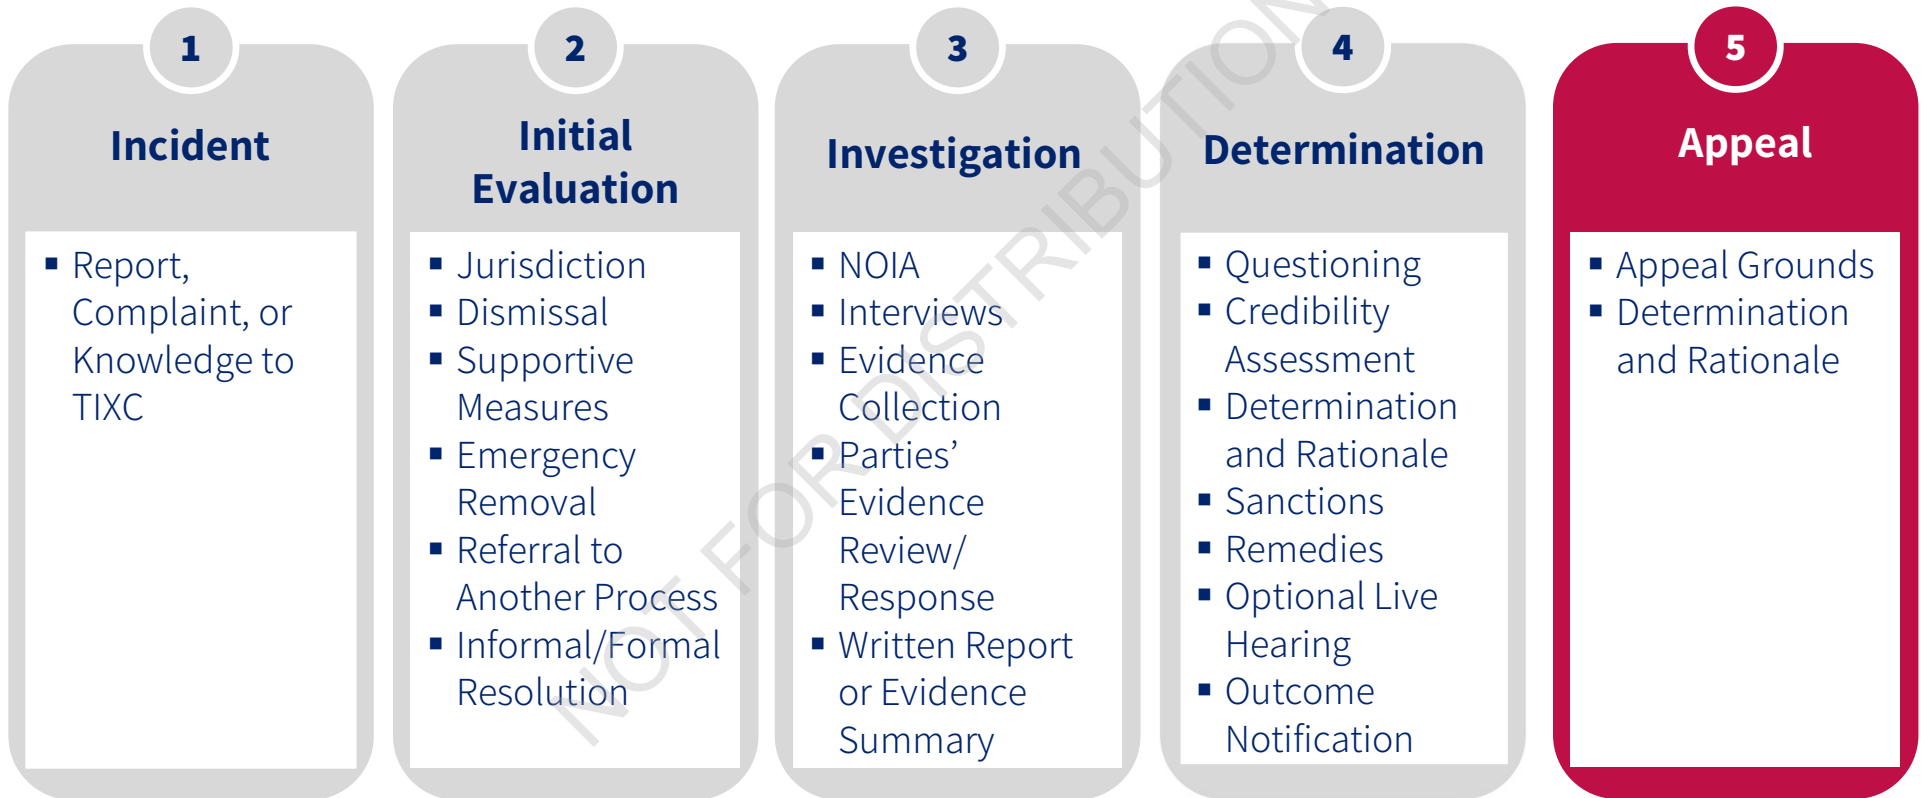 1
Incident
▪ Report,
Complaint, or
Knowledge to
TIXC
2
Initial
Evaluation
▪ Jurisdiction
▪ Dismissal
▪ Supportive
Measures
▪ Emergency
Removal
▪ Referral to
Another Process
▪ Informal/Formal
Resolution
3
Investigation
▪ NOIA
▪ Interviews
▪ Evidence
Collection
▪ Parties’
Evidence
Review/
Response
▪ Written Report
or Evidence
Summary
4
Determination
▪ Questioning
▪ Credibility
Assessment
▪ Determination
and Rationale
▪ Sanctions
▪ Remedies
▪ Optional Live
Hearing
▪ Outcome
Notification
5
Appeal
▪ Appeal Grounds
▪ Determination
and Rationale
NOT FOR DISTRIBUTION